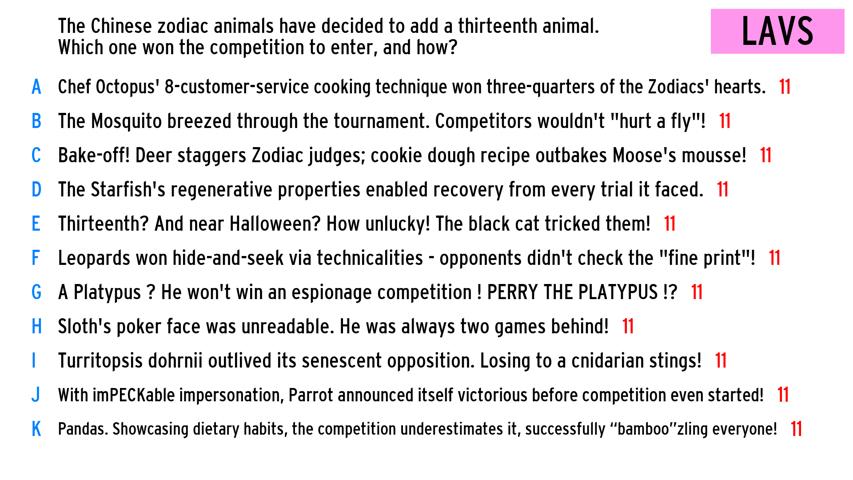 The Chinese zodiac animals have decided to add a thirteenth animal.
Which one won the competition to enter, and how?
LAVS
A Chef Octopus' 8-customer-service cooking technique won three-quarters of the Zodiacs' hearts. 11
B The Mosquito breezed through the tournament. Competitors wouldn't "hurt a fly"! 11
C Bake-off! Deer staggers Zodiac judges; cookie dough recipe outbakes Moose's mousse! 11
D The Starfish's regenerative properties enabled recovery from every trial it faced. 11
E Thirteenth? And near Halloween? How unlucky! The black cat tricked them! 11
F Leopards won hide-and-seek via technicalities - opponents didn't check the "fine print"! 11
G A Platypus ? He won't win an espionage competition ! PERRY THE PLATYPUS !? 11
H Sloth's poker face was unreadable. He was always two games behind! 11
I Turritopsis dohrnii outlived its senescent opposition. Losing to a cnidarian stings! 11
J With imPECKable impersonation, Parrot announced itself victorious before competition even started! 11
K Pandas. Showcasing dietary habits, the competition underestimates it, successfully “bamboo”zling everyone! 11